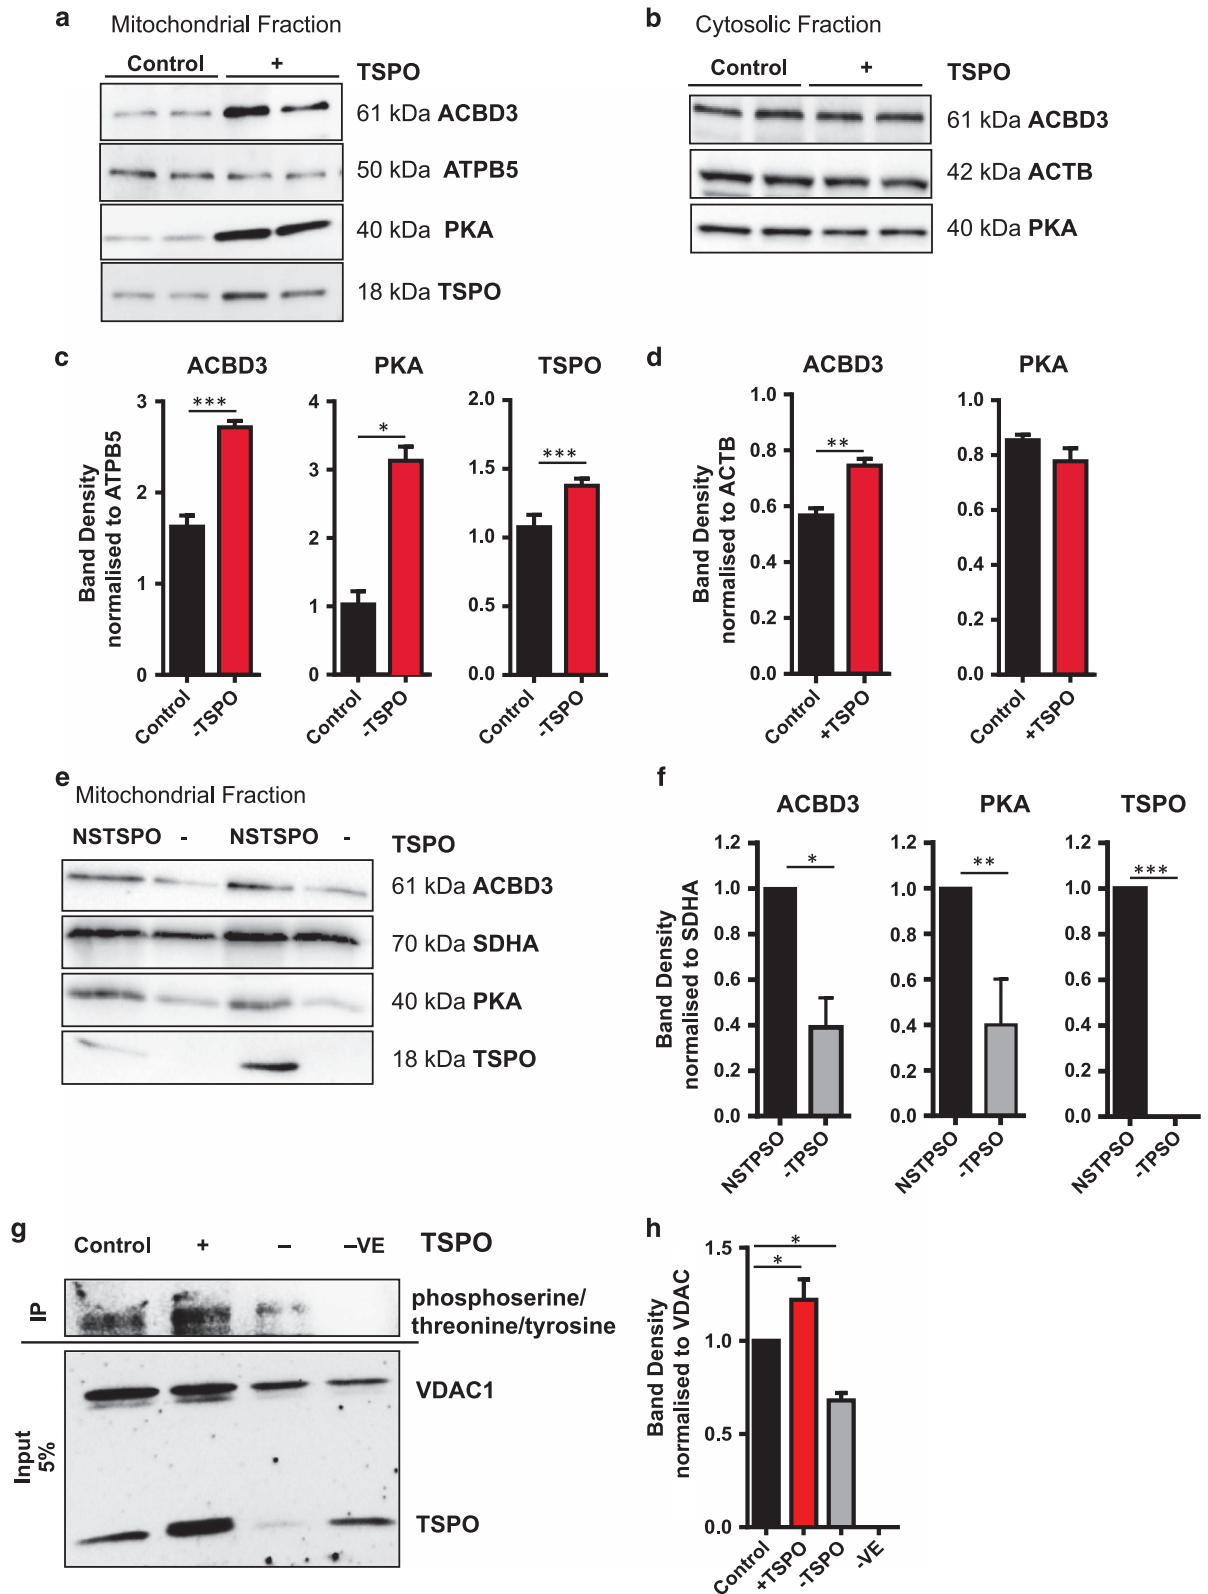 a Mitochondrial Fraction
Control + TSPO
61 kDa ACBD3
50 kDa ATPB5
40 kDa PKA
18 kDa TSPO
b Cytosolic Fraction
Control + TSPO
61 kDa ACBD3
42 kDa ACTB
40 kDa PKA
c
ACBD3
Band Density
normalised to ATPB5
3
2
1
0
***
Control
-TSPO
PKA
4
3
2
1
0
*
Control
-TSPO
TSPO
2.0
1.5
1.0
0.5
0.0
***
Control
-TSPO
d
ACBD3
Band Density
normalised to ACTB
1.0
0.8
0.6
0.4
0.2
0.0
**
Control
+TSPO
PKA
1.0
0.8
0.6
0.4
0.2
0.0
Control
+TSPO
e Mitochondrial Fraction
NSTSPO - NSTSPO - TSPO
61 kDa ACBD3
70 kDa SDHA
40 kDa PKA
18 kDa TSPO
f
ACBD3
Band Density
normalised to SDHA
1.2
1.0
0.8
0.6
0.4
0.2
0.0
*
NSTPSO
-TPSO
PKA
1.2
1.0
0.8
0.6
0.4
0.2
0.0
**
NSTPSO
-TPSO
TSPO
1.2
1.0
0.8
0.6
0.4
0.2
0.0
***
NSTPSO
-TPSO
g
Control + – –VE TSPO
IP
phosphoserine/
threonine/tyrosine
Input
5%
VDAC1
TSPO
h
Band Density
normalised to VDAC
1.5
1.0
0.5
0.0
*
*
Control
+TSPO
-TSPO
-VE